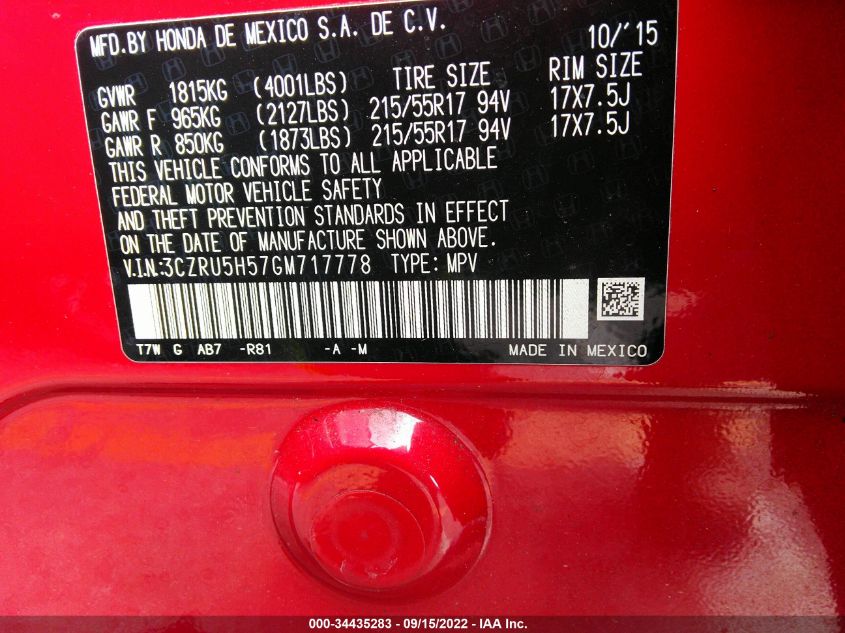 MFD.BY HONDA DE MEXICO S.A. DE C.V. 10/'15
GVWR 1815KG (4001LBS) TIRE SIZE RIM SIZE
GAWR F 965KG (2127LBS) 215/55R17 94V 17X7.5J
GAWR R 850KG (1873LBS) 215/55R17 94V 17X7.5J
THIS VEHICLE CONFORMS TO ALL APPLICABLE
FEDERAL MOTOR VEHICLE SAFETY
AND THEFT PREVENTION STANDARDS IN EFFECT
ON THE DATE OF MANUFACTURE SHOWN ABOVE.
V.I.N:3CZRU5H57GM717778 TYPE: MPV
T7W G AB7 -R81 -A -M MADE IN MEXICO
000-34435283 - 09/15/2022 - IAA Inc.